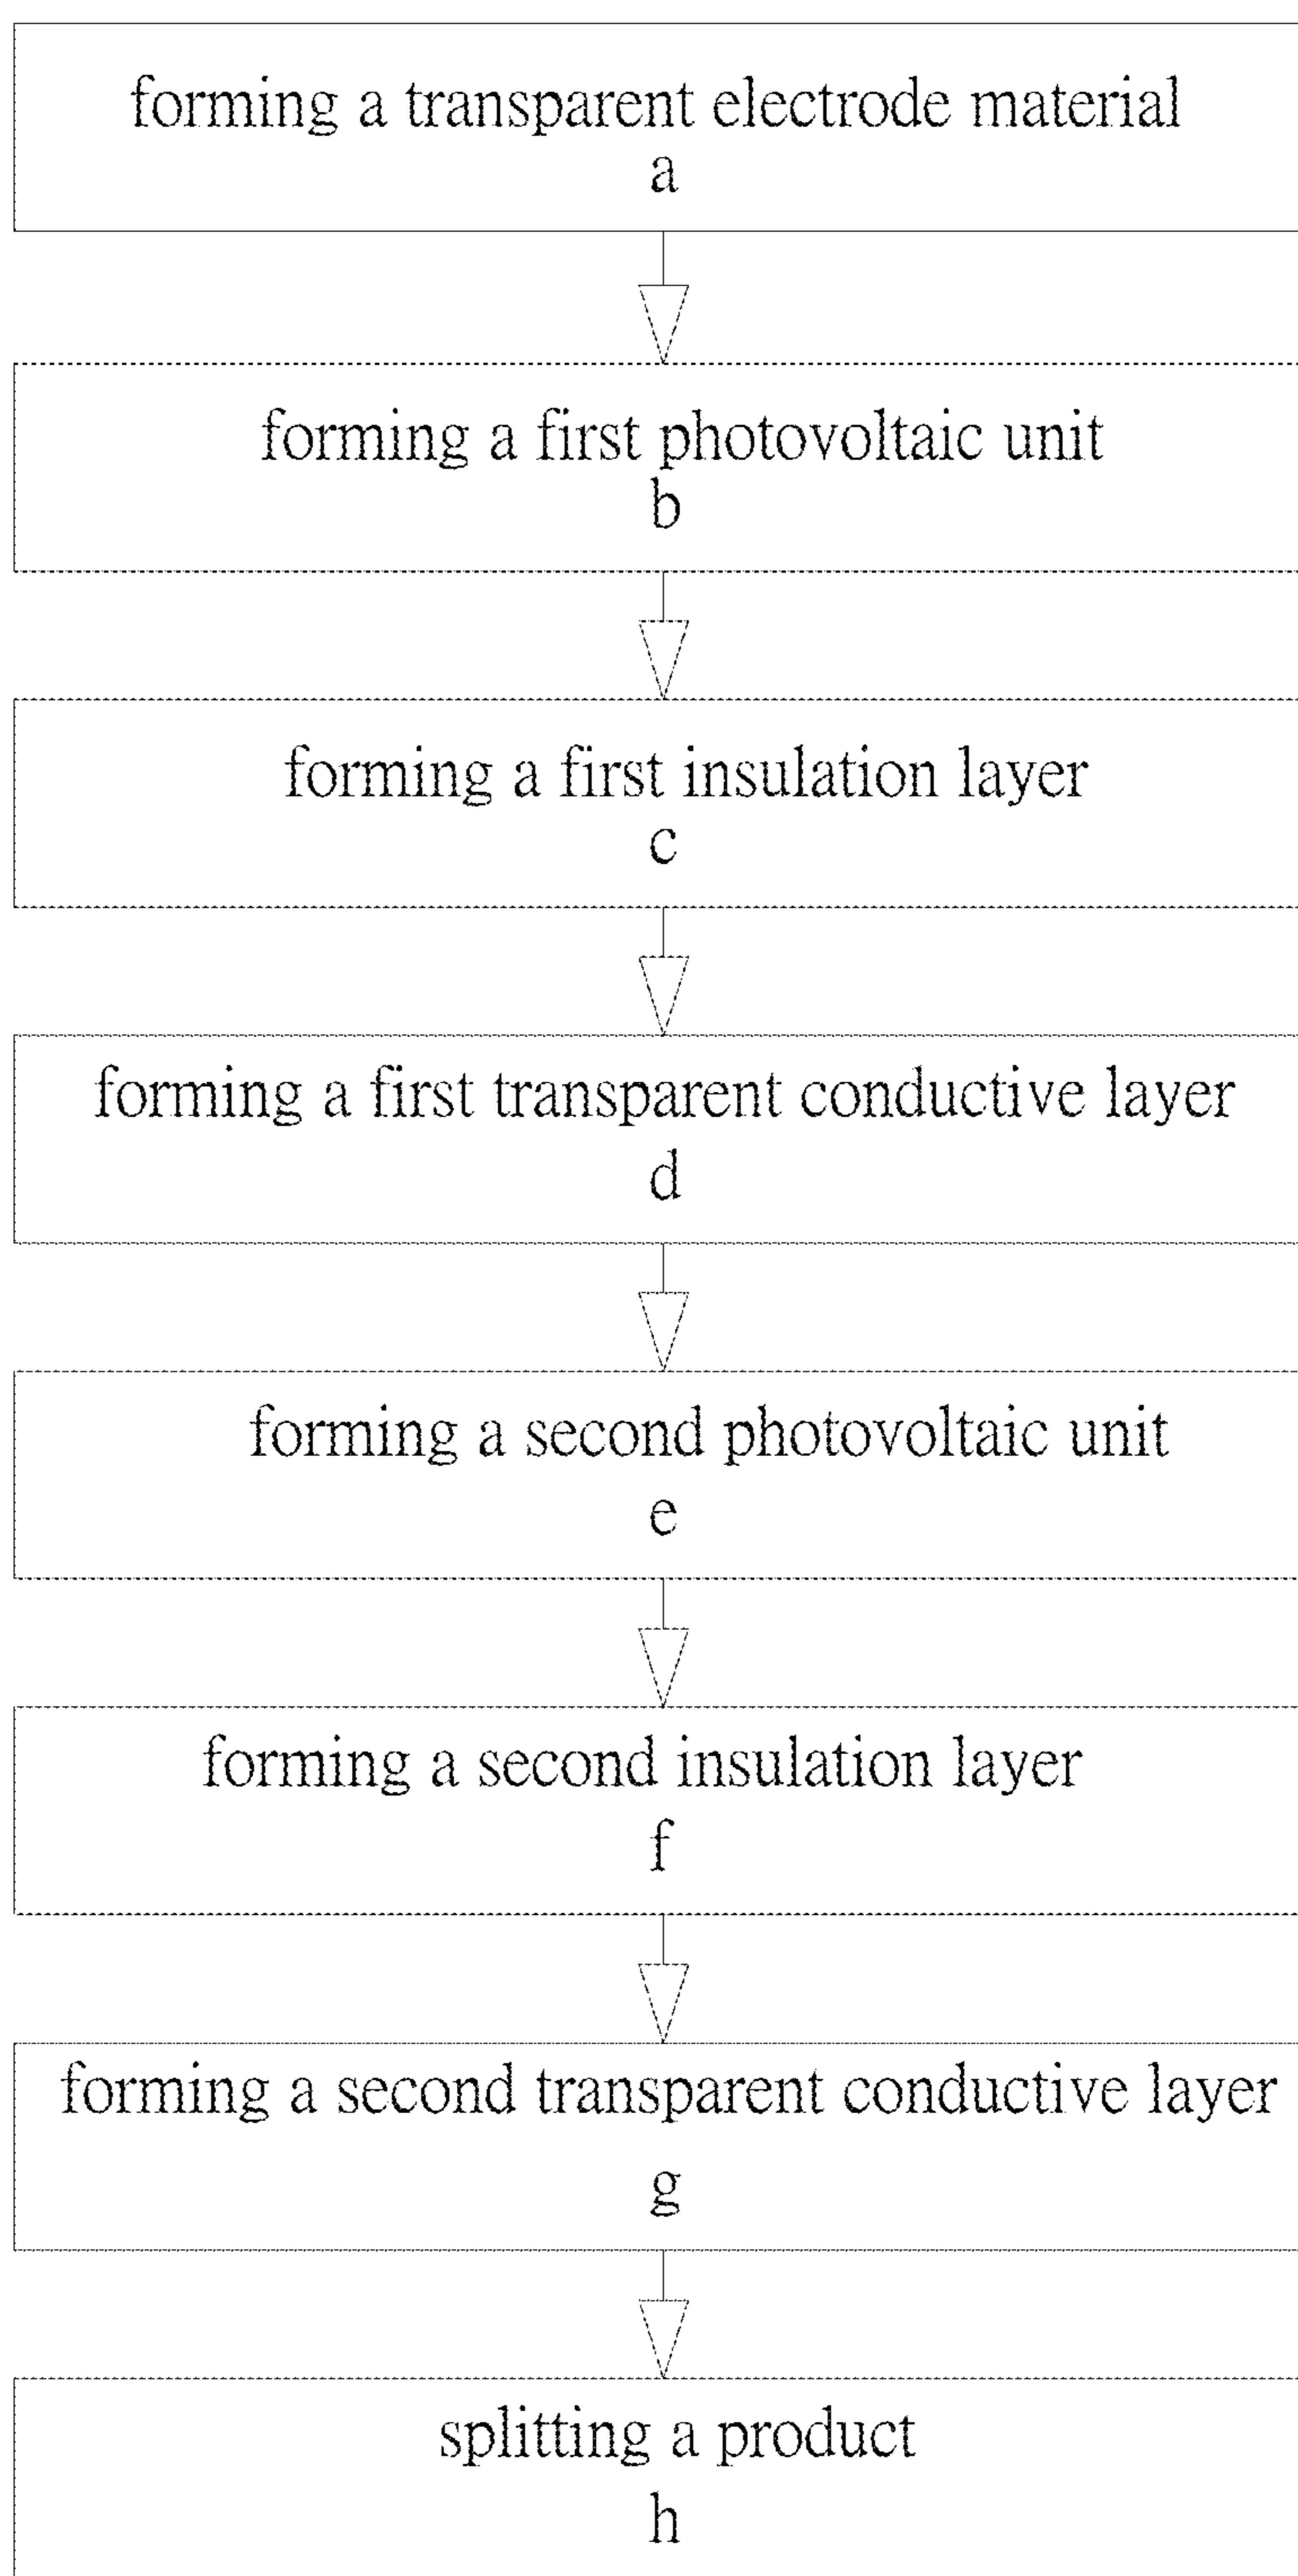 forming a transparent electrode material
a
forming a first photovoltaic unit
b
forming a first insulation layer
c
forming a first transparent conductive layer
d
forming a second photovoltaic unit
e
forming a second insulation layer
f
forming a second transparent conductive layer
g
splitting a product
h